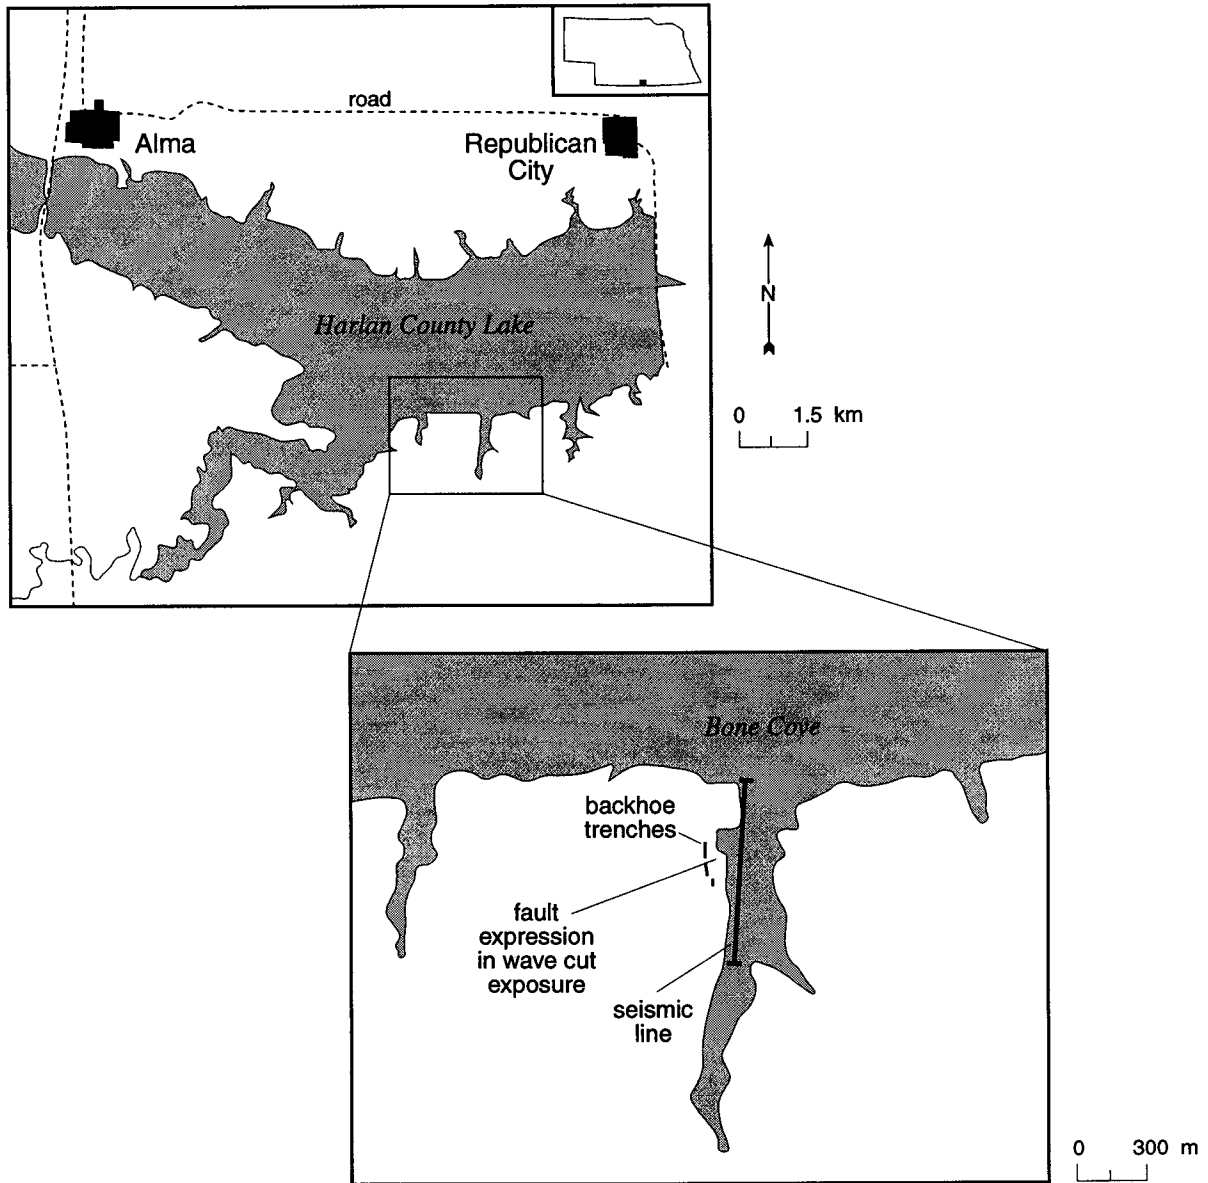 road
Alma
Republican
City
Harlan County Lake
N
0 1.5 km
Bone Cove
backhoe
trenches
fault
expression
in wave cut
exposure
seismic
line
0 300 m